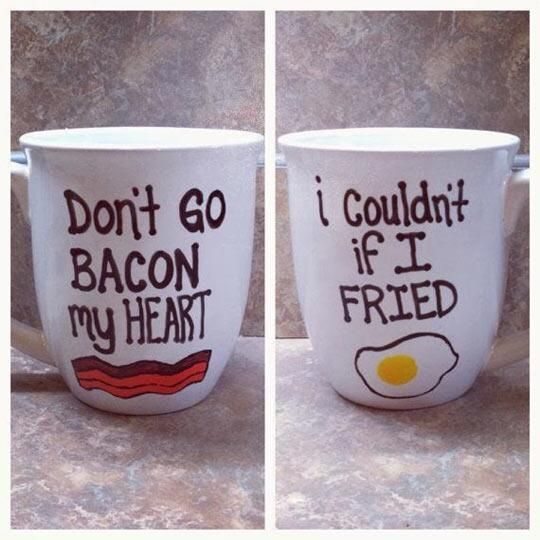 Don't GO
BACON
my HEART
i Couldn't
if I
FRIED